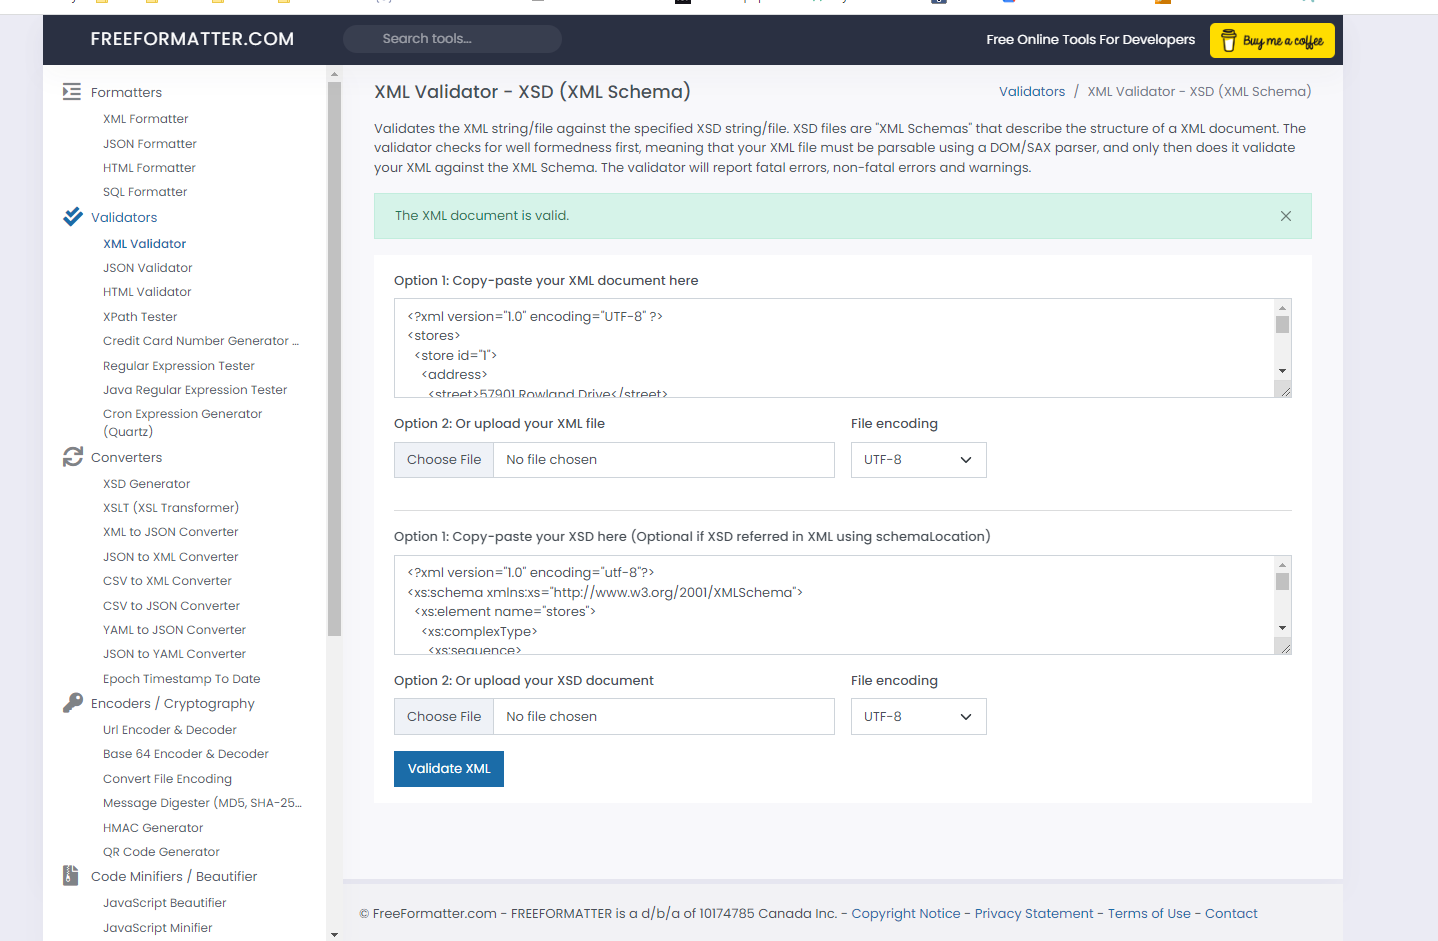 FREEFORMATTER.COM
Search tools...
Free Online Tools For Developers
Buy me a coffee
Formatters
XML Formatter
JSON Formatter
HTML Formatter
SQL Formatter
Validators
XML Validator
JSON Validator
HTML Validator
XPath Tester
Credit Card Number Generator ...
Regular Expression Tester
Java Regular Expression Tester
Cron Expression Generator
(Quartz)
Converters
XSD Generator
XSLT (XSL Transformer)
XML to JSON Converter
JSON to XML Converter
CSV to XML Converter
CSV to JSON Converter
YAML to JSON Converter
JSON to YAML Converter
Epoch Timestamp To Date
Encoders / Cryptography
Url Encoder & Decoder
Base 64 Encoder & Decoder
Convert File Encoding
Message Digester (MD5, SHA-25...
HMAC Generator
QR Code Generator
Code Minifiers / Beautifier
JavaScript Beautifier
JavaScript Minifier
XML Validator - XSD (XML Schema)
Validators / XML Validator - XSD (XML Schema)
Validates the XML string/file against the specified XSD string/file. XSD files are "XML Schemas" that describe the structure of a XML document. The
validator checks for well formedness first, meaning that your XML file must be parsable using a DOM/SAX parser, and only then does it validate
your XML against the XML Schema. The validator will report fatal errors, non-fatal errors and warnings.
The XML document is valid.
Option 1: Copy-paste your XML document here
<?xml version="1.0" encoding="UTF-8" ?>
<stores>
<store id="1">
<address>
<street>57901 Rowland Drive</street>
Option 2: Or upload your XML file
File encoding
Choose File No file chosen
UTF-8
Option 1: Copy-paste your XSD here (Optional if XSD referred in XML using schemaLocation)
<?xml version="1.0" encoding="utf-8"?>
<xs:schema xmlns:xs="http://www.w3.org/2001/XMLSchema">
<xs:element name="stores">
<xs:complexType>
<xs:sequence>
Option 2: Or upload your XSD document
File encoding
Choose File No file chosen
UTF-8
Validate XML
© FreeFormatter.com - FREEFORMATTER is a d/b/a of 10174785 Canada Inc. - Copyright Notice - Privacy Statement - Terms of Use - Contact